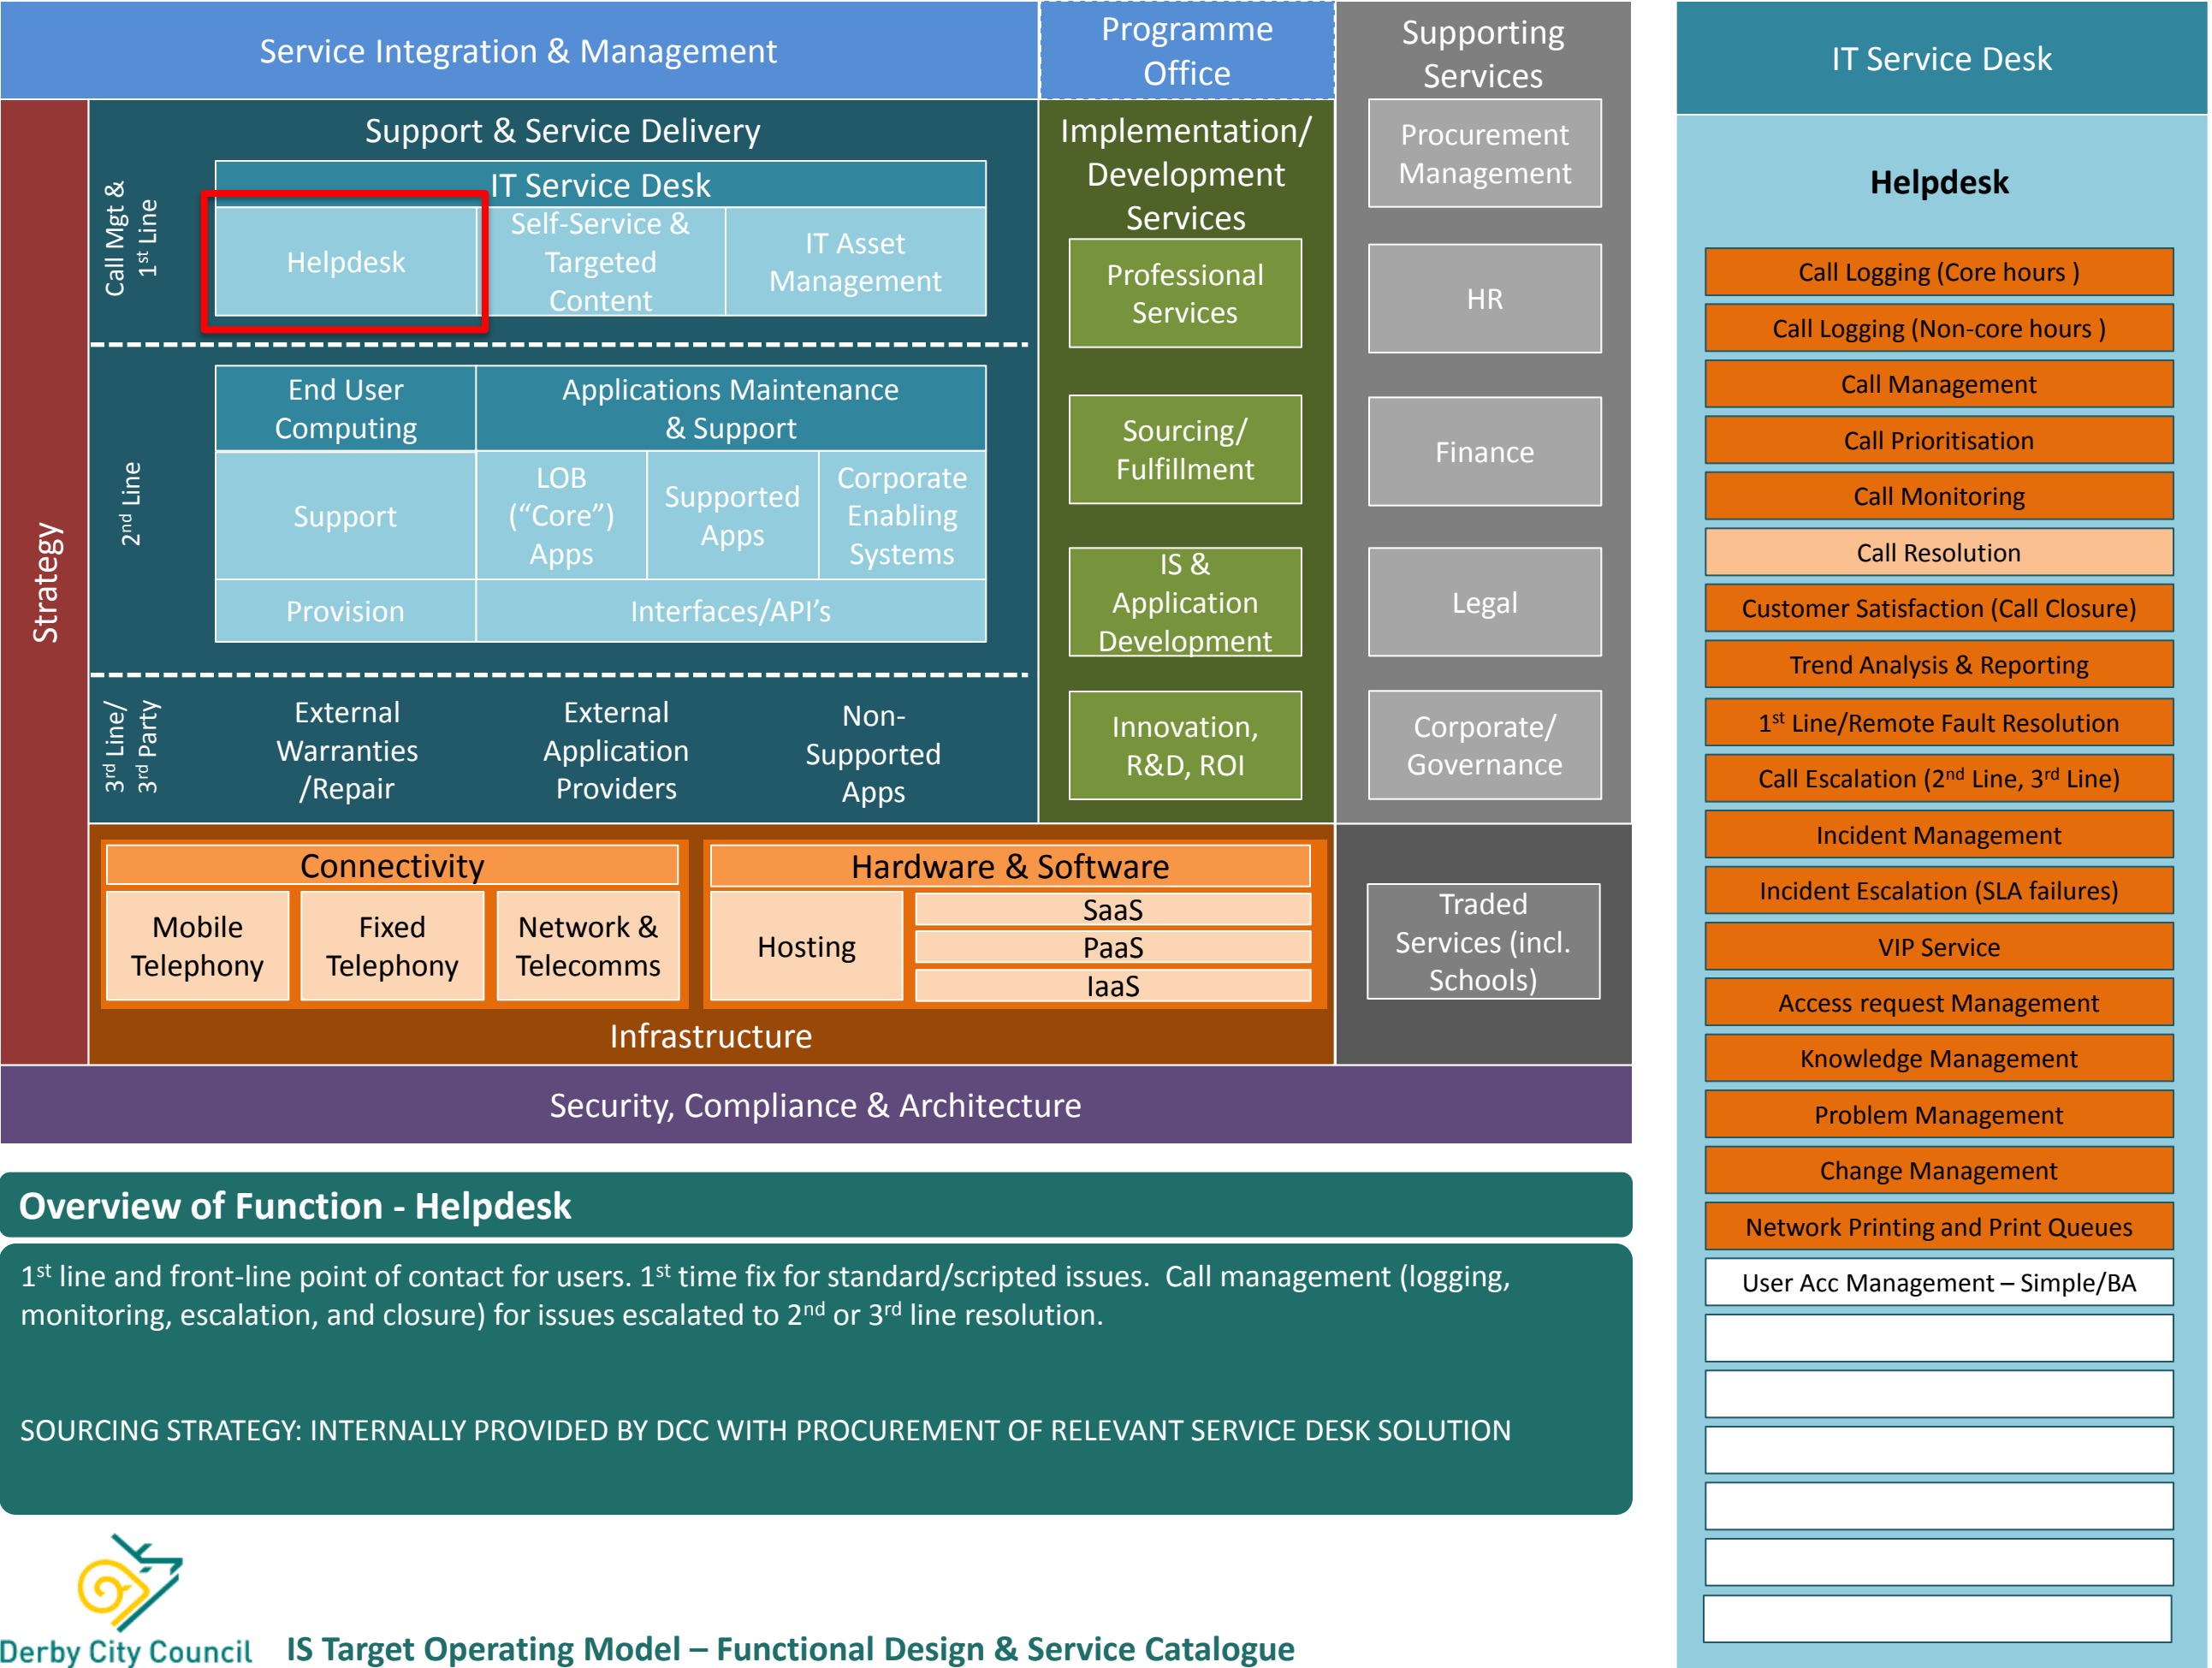 Service Integration & Management
Programme
Office
Supporting
Services
Strategy
Support & Service Delivery
Call Mgt &
1st Line
IT Service Desk
Helpdesk
Self-Service &
Targeted
Content
IT Asset
Management
2nd Line
End User
Computing
Applications Maintenance
& Support
Support
LOB
(“Core”)
Apps
Supported
Apps
Corporate
Enabling
Systems
Provision
Interfaces/API’s
3rd Line/
3rd Party
External
Warranties
/Repair
External
Application
Providers
Non-
Supported
Apps
Implementation/
Development
Services
Professional
Services
Sourcing/
Fulfillment
IS &
Application
Development
Innovation,
R&D, ROI
Procurement
Management
HR
Finance
Legal
Corporate/
Governance
Connectivity
Mobile
Telephony
Fixed
Telephony
Network &
Telecomms
Hardware & Software
Hosting
SaaS
PaaS
IaaS
Infrastructure
Traded
Services (incl.
Schools)
Security, Compliance & Architecture
Overview of Function - Helpdesk
1st line and front-line point of contact for users. 1st time fix for standard/scripted issues. Call management (logging,
monitoring, escalation, and closure) for issues escalated to 2nd or 3rd line resolution.
SOURCING STRATEGY: INTERNALLY PROVIDED BY DCC WITH PROCUREMENT OF RELEVANT SERVICE DESK SOLUTION
Derby City Council
IS Target Operating Model – Functional Design & Service Catalogue
IT Service Desk
Helpdesk
Call Logging (Core hours )
Call Logging (Non-core hours )
Call Management
Call Prioritisation
Call Monitoring
Call Resolution
Customer Satisfaction (Call Closure)
Trend Analysis & Reporting
1st Line/Remote Fault Resolution
Call Escalation (2nd Line, 3rd Line)
Incident Management
Incident Escalation (SLA failures)
VIP Service
Access request Management
Knowledge Management
Problem Management
Change Management
Network Printing and Print Queues
User Acc Management – Simple/BA